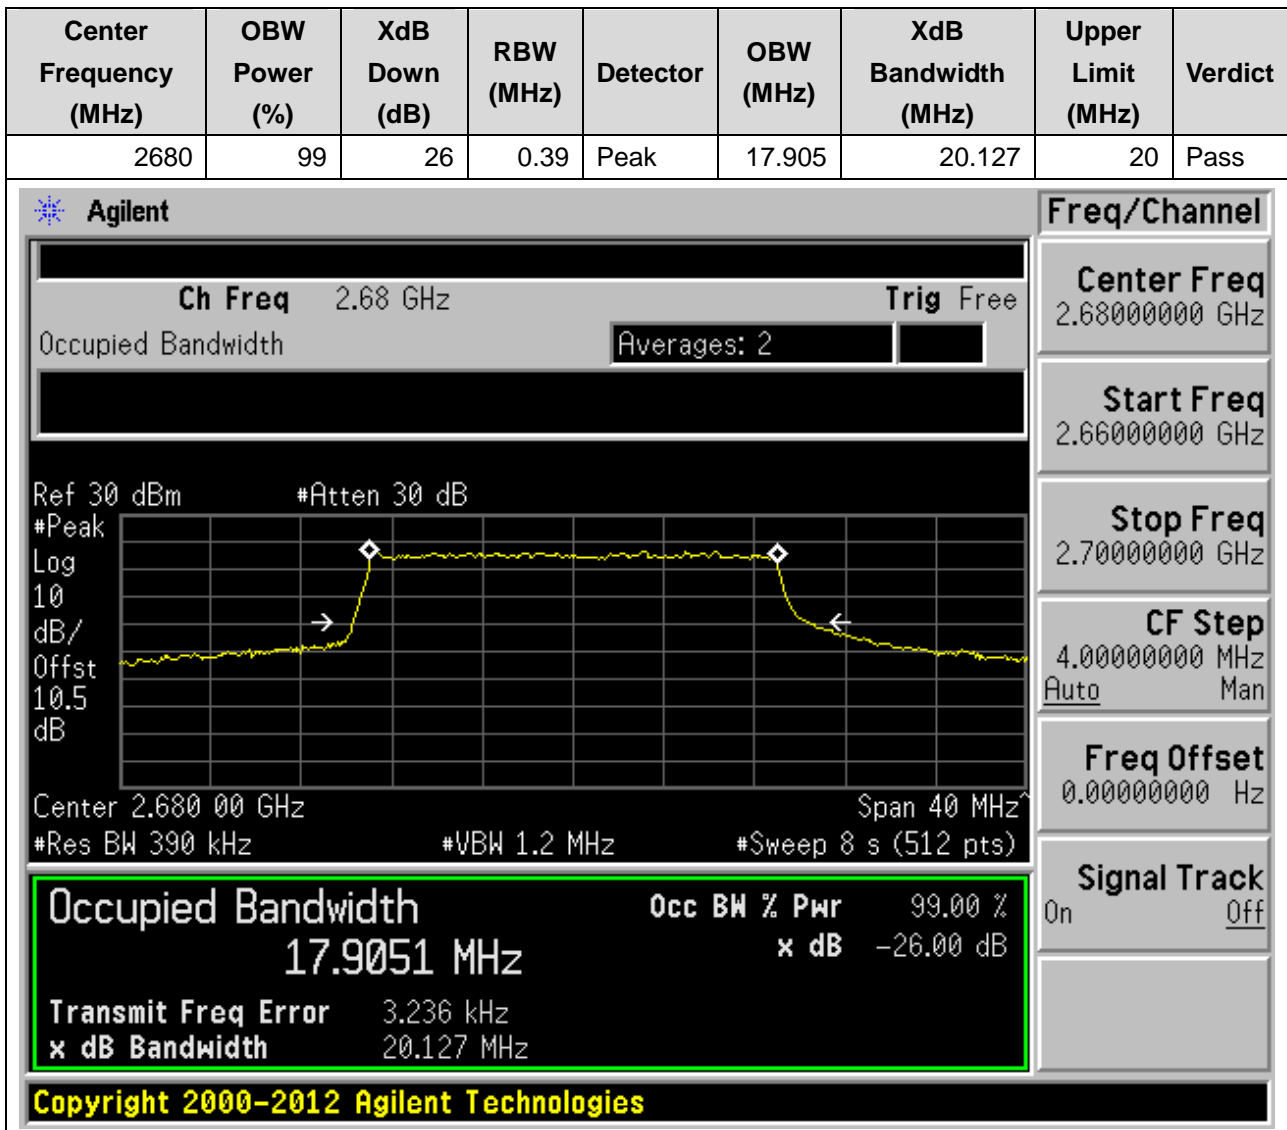 Center Frequency (MHz) OBW Power (%) XdB Down (dB) RBW (MHz) Detector OBW (MHz) XdB Bandwidth (MHz) Upper Limit (MHz) Verdict
2680 99 26 0.39 Peak 17.905 20.127 20 Pass
Agilent
Freq/Channel
Ch Freq 2.68 GHz Trig Free
Occupied Bandwidth Averages: 2
Center Freq
2.68000000 GHz
Start Freq
2.66000000 GHz
Stop Freq
2.70000000 GHz
CF Step
4.00000000 MHz
Auto Man
Freq Offset
0.00000000 Hz
Signal Track
On Off
Ref 30 dBm #Atten 30 dB
#Peak
Log
10
dB/
Offst
10.5
dB
Center 2.680 00 GHz Span 40 MHz^
#Res BW 390 kHz #VBW 1.2 MHz #Sweep 8 s (512 pts)
Occupied Bandwidth Occ BW % Pwr 99.00 %
17.9051 MHz x dB -26.00 dB
Transmit Freq Error 3.236 kHz
x dB Bandwidth 20.127 MHz
Copyright 2000-2012 Agilent Technologies